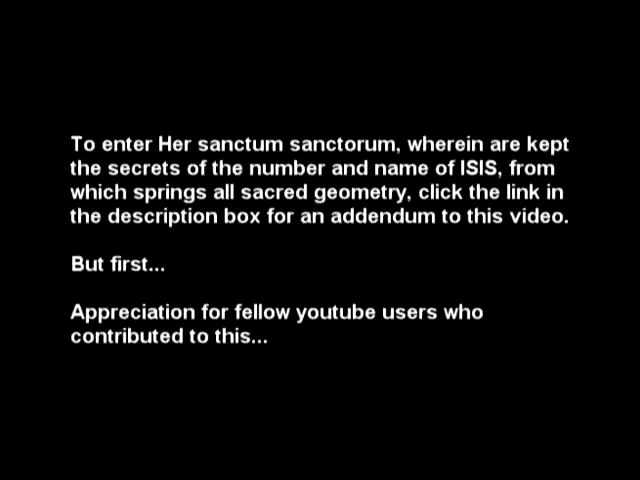 To enter Her sanctum sanctorum, wherein are kept
the secrets of the number and name of ISIS, from
which springs all sacred geometry, click the link in
the description box for an addendum to this video.
But first...
Appreciation for fellow youtube users who
contributed to this...